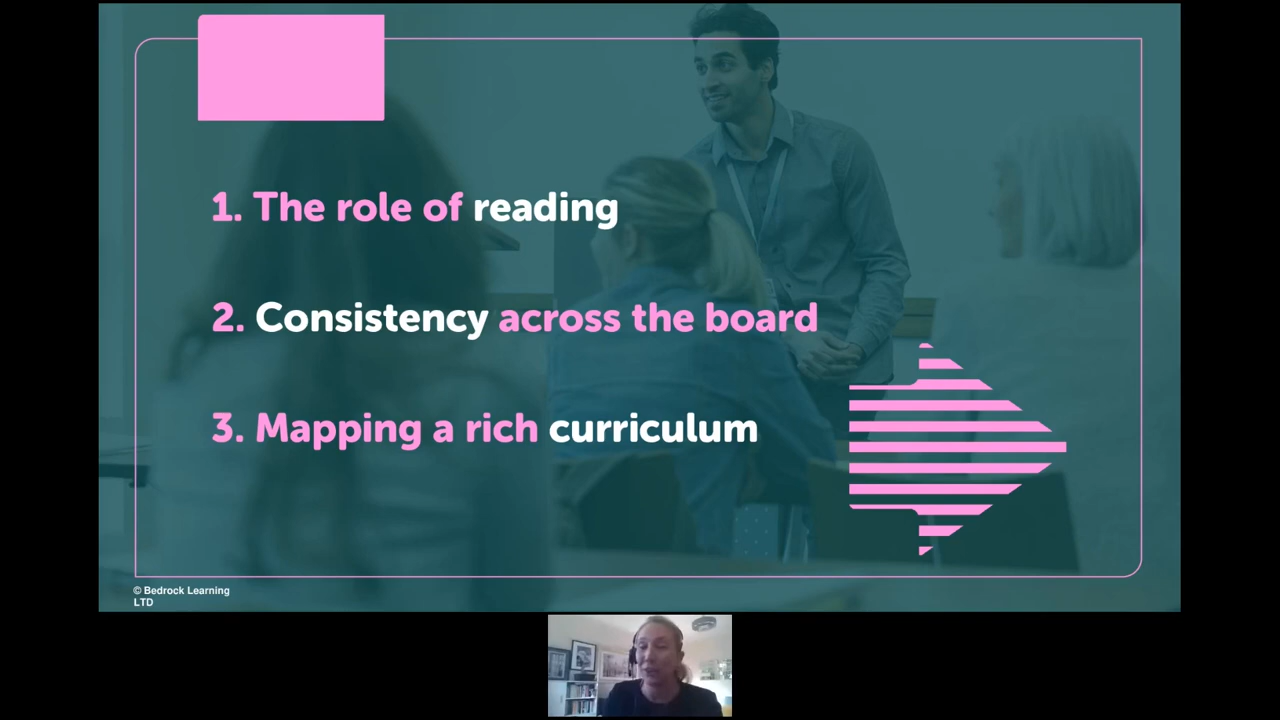 1. The role of reading
2. Consistency across the board
3. Mapping a rich curriculum
© Bedrock Learning
LTD